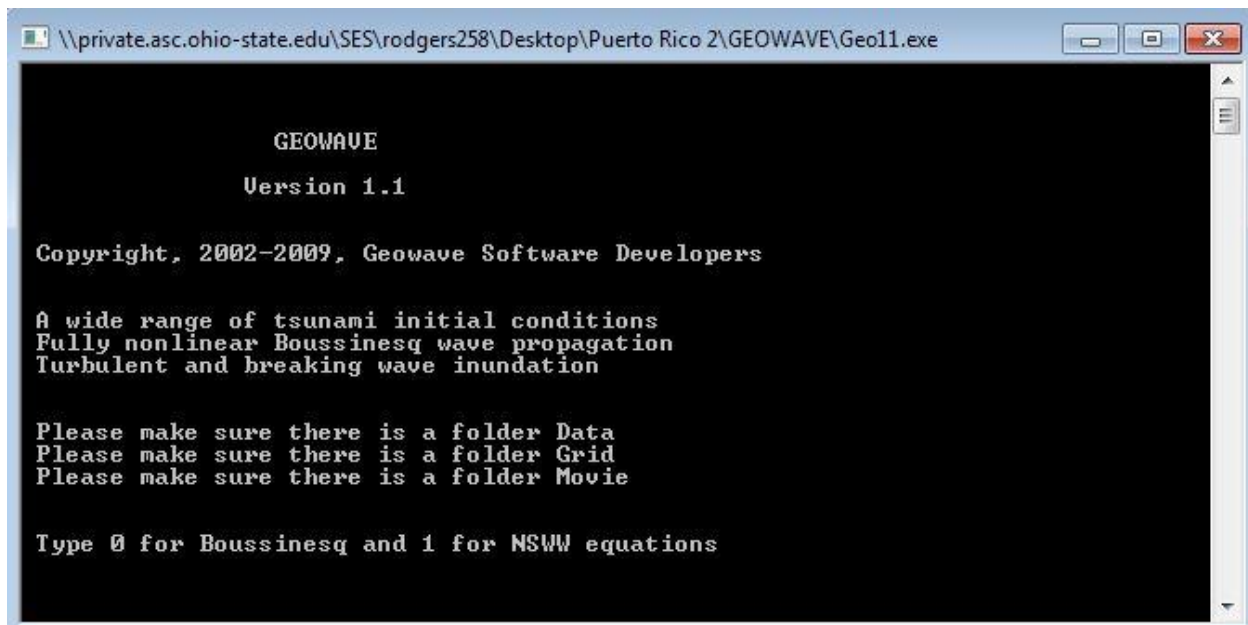 \\private.asc.ohio-state.edu\SES\rodgers258\Desktop\Puerto Rico 2\GEOWAVE\Geo11.exe
GEOWAVE
Version 1.1
Copyright, 2002-2009, Geowave Software Developers
A wide range of tsunami initial conditions
Fully nonlinear Boussinesq wave propagation
Turbulent and breaking wave inundation
Please make sure there is a folder Data
Please make sure there is a folder Grid
Please make sure there is a folder Movie
Type 0 for Boussinesq and 1 for NSWW equations